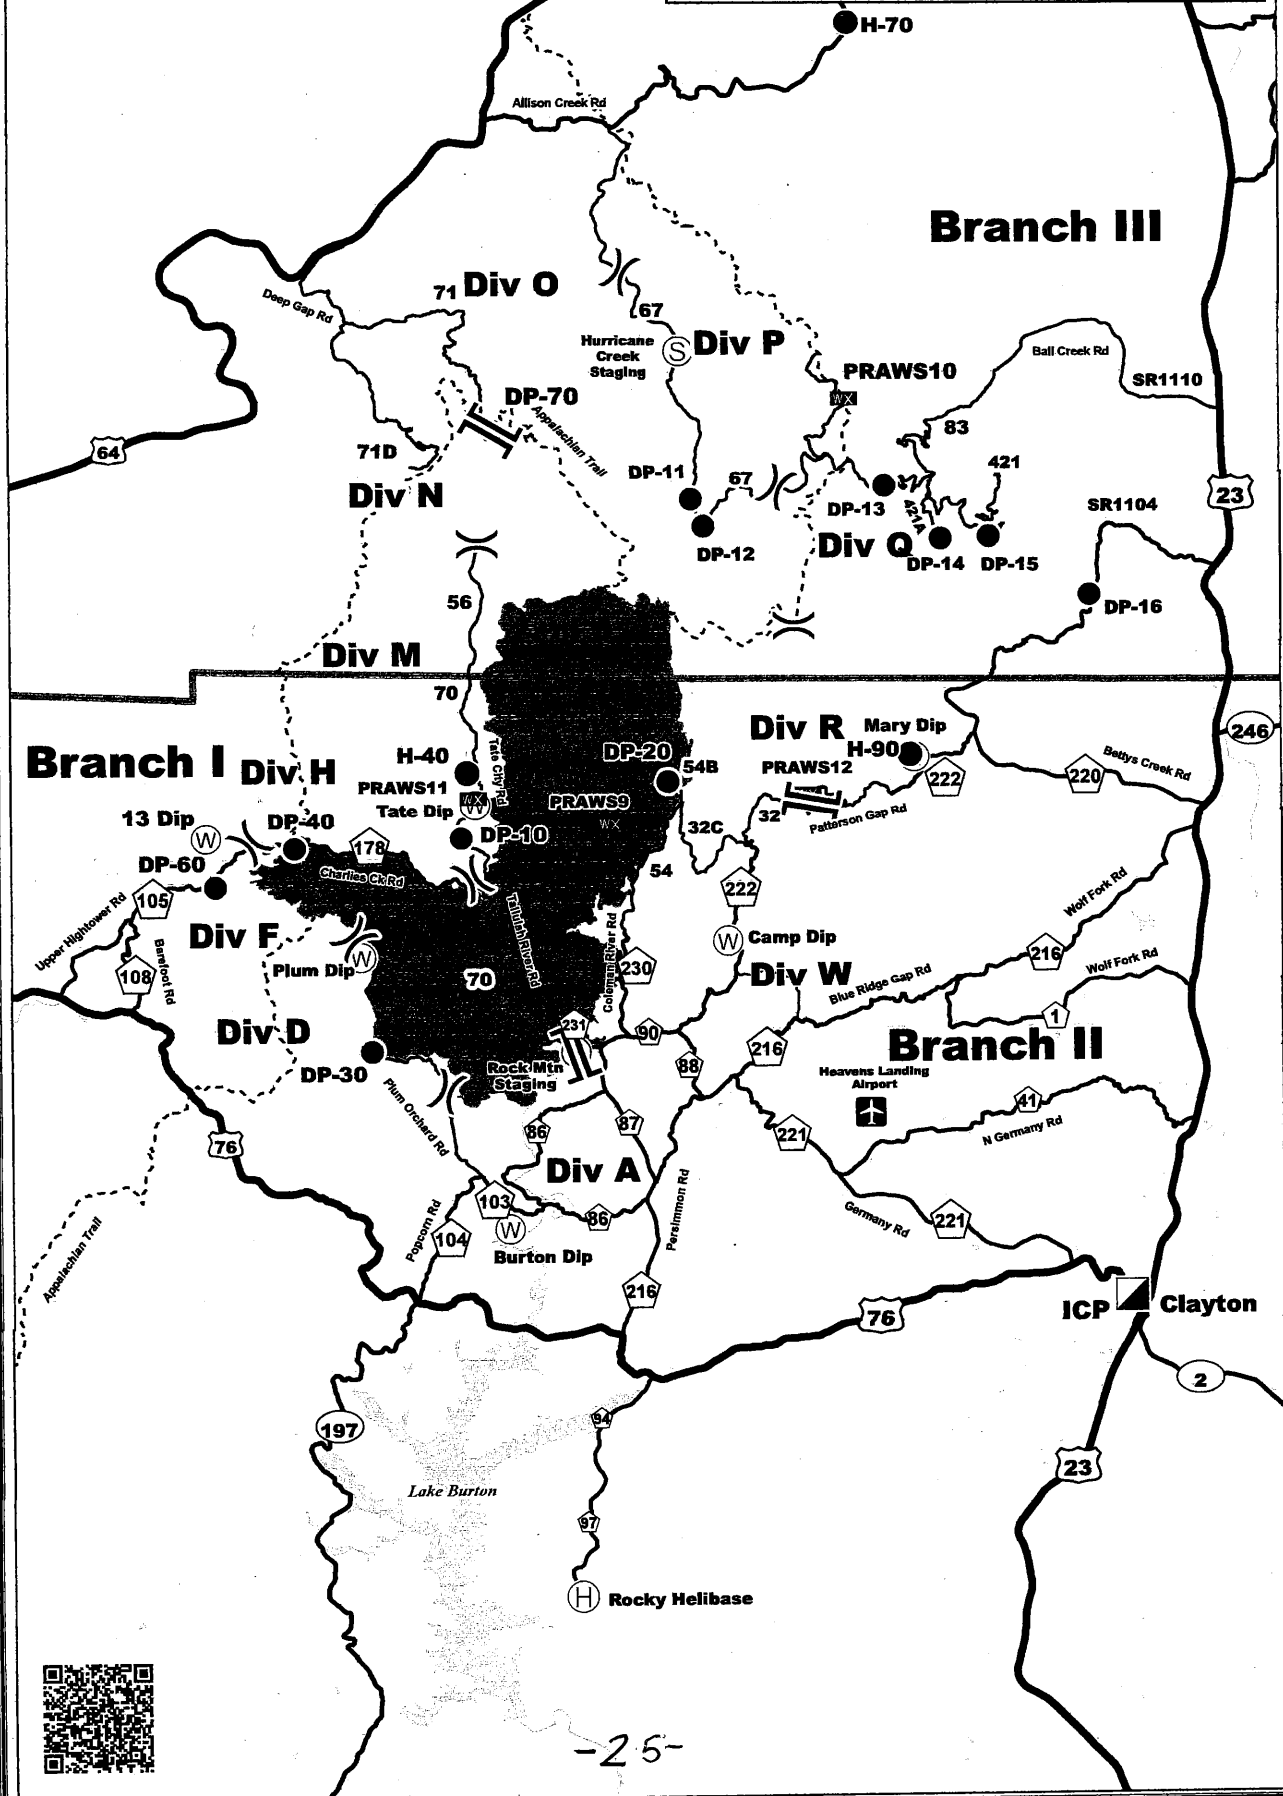 H-70
Allison Creek Rd
Branch III
71
Div O
Deep Gap Rd
67
Hurricane
Creek
Staging
S
Div P
Ball Creek Rd
PRAWS10
SR1110
WX
DP-70
Appalachian Trail
83
64
71D
DP-11
67
421
23
Div N
DP-13
421A
SR1104
DP-12
Div Q
DP-14
DP-15
56
DP-16
Div M
70
Branch I
Div H
H-40
Tate City Rd
DP-20
54B
Div R
Mary Dip
H-90
246
PRAWS11
WX
W
Tate Dip
PRAWS9
WX
PRAWS12
222
220
Bettys Creek Rd
13 Dip
W
DP-40
178
DP-10
32C
32
Patterson Gap Rd
DP-60
Charlies Ck Rd
54
222
105
Upper Hightower Rd
Tallulah River Rd
Wolf Fork Rd
Div F
Barefoot Rd
108
Plum Dip
W
70
Coleman River Rd
230
W
Camp Dip
216
Div W
Blue Ridge Gap Rd
Wolf Fork Rd
Div D
231
90
1
216
Branch II
DP-30
Rock Mtn
Staging
88
Heavens Landing
Airport
Plum Orchard Rd
41
N Germany Rd
76
86
87
221
Div A
Persimmon Rd
103
86
Germany Rd
221
Popcorn Rd
104
W
Burton Dip
Appalachian Trail
216
ICP
Clayton
76
2
197
94
23
Lake Burton
97
H
Rocky Helibase
-25-